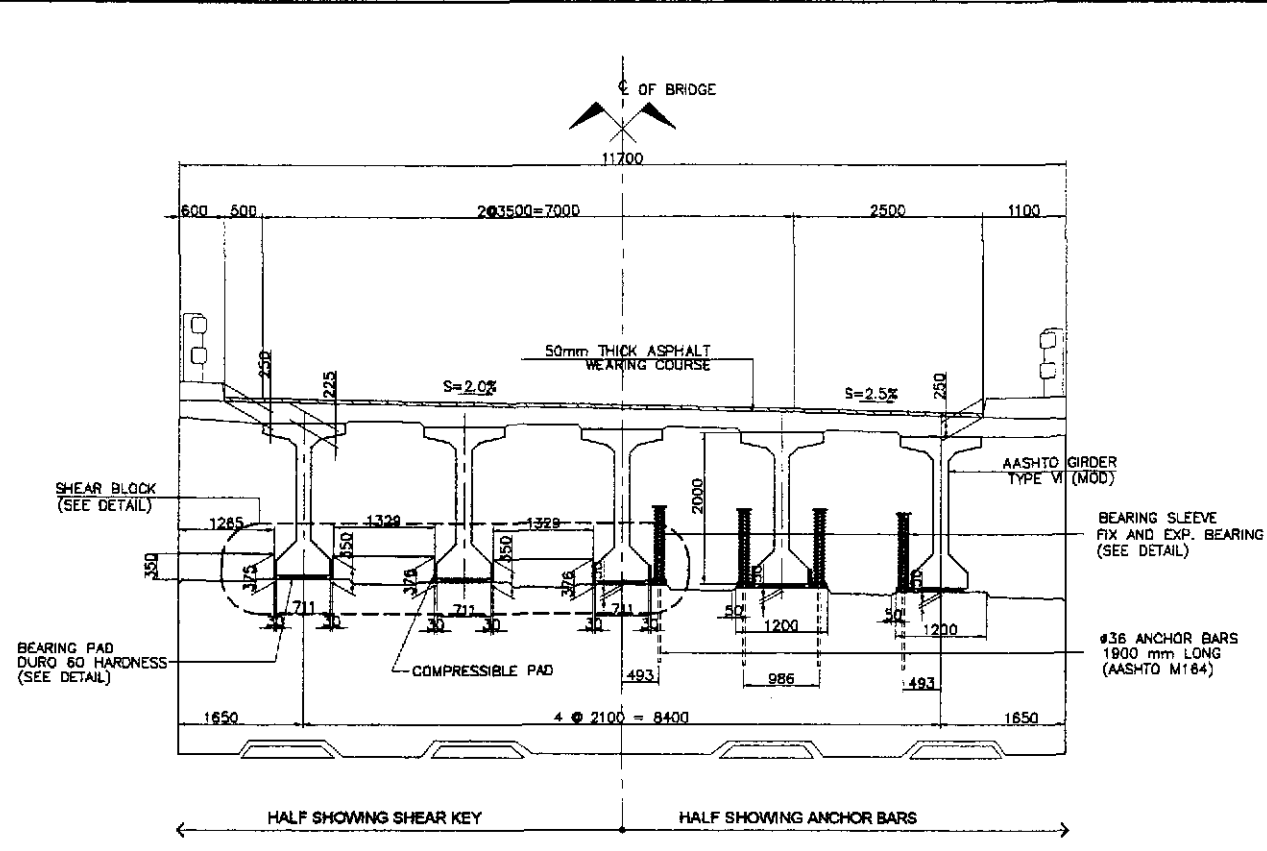 ℄ OF BRIDGE
11700
600
500
2@3500=7000
2500
1100
50mm THICK ASPHALT
WEARING COURSE
250
225
S=2.0%
S=2.5%
250
AASHTO GIRDER
TYPE VI (MOD)
SHEAR BLOCK
(SEE DETAIL)
2000
BEARING SLEEVE
FIX AND EXP. BEARING
(SEE DETAIL)
1265
1329
1329
350
350
350
375
376
376
711
711
711
30
30
30
30
30
30
50
1200
50
1200
BEARING PAD
DURO 60 HARDNESS
(SEE DETAIL)
COMPRESSIBLE PAD
ø36 ANCHOR BARS
1900 mm LONG
(AASHTO M164)
493
986
493
1650
4 @ 2100 = 8400
1650
HALF SHOWING SHEAR KEY
HALF SHOWING ANCHOR BARS